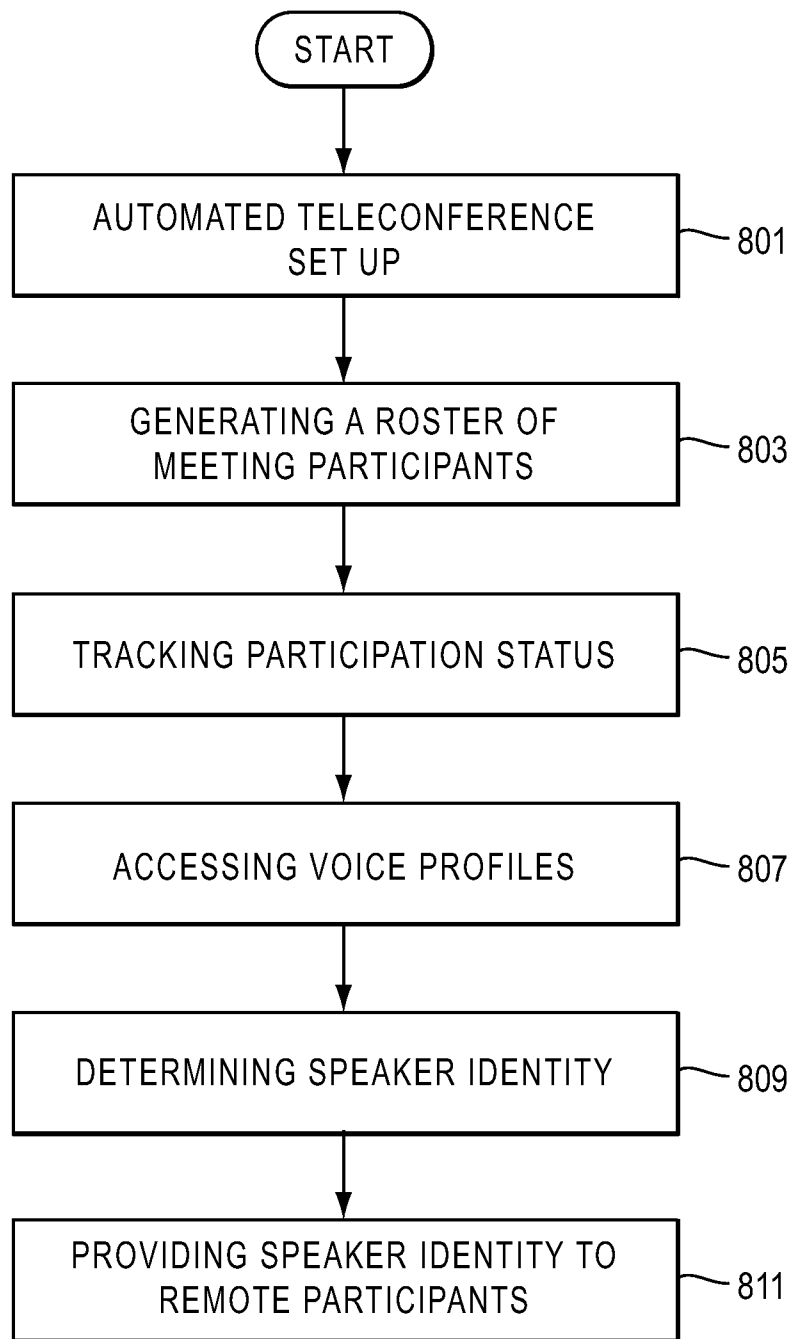 START
AUTOMATED TELECONFERENCE
SET UP
801
GENERATING A ROSTER OF
MEETING PARTICIPANTS
803
TRACKING PARTICIPATION STATUS
805
ACCESSING VOICE PROFILES
807
DETERMINING SPEAKER IDENTITY
809
PROVIDING SPEAKER IDENTITY TO
REMOTE PARTICIPANTS
811